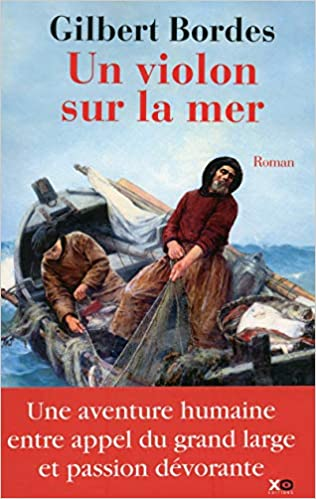 Gilbert Bordes
Un violon
sur la mer
Roman
Une aventure humaine
entre appel du grand large
et passion dévorante
XO
EDITIONS